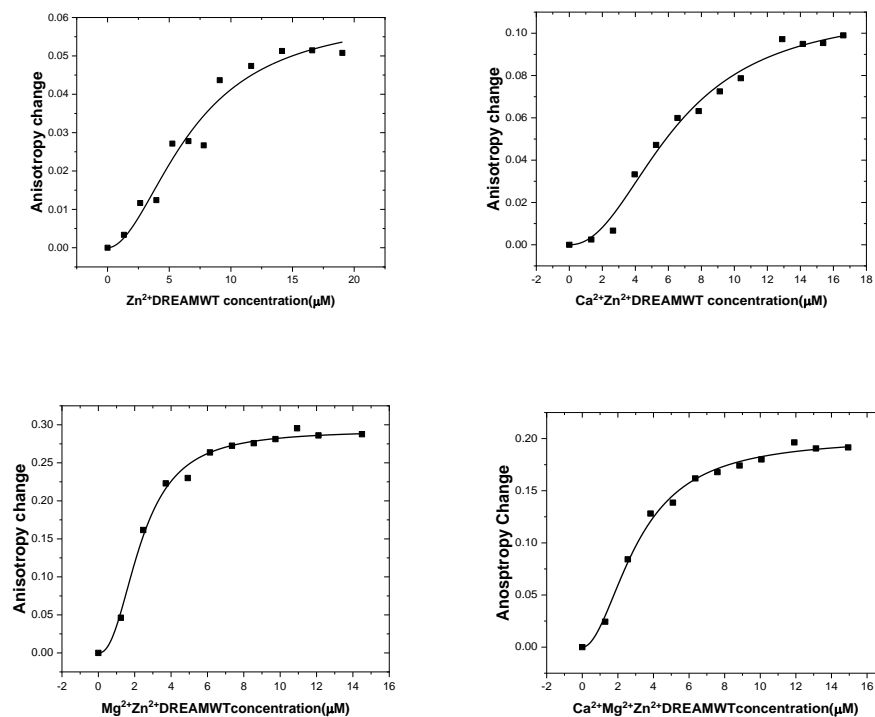 0.06
0.05
0.04
0.03
0.02
0.01
0.00
Anisotropy change
0 5 10 15 20
Zn²⁺DREAMWT concentration(μM)
0.10
0.08
0.06
0.04
0.02
0.00
Anisotropy change
-2 0 2 4 6 8 10 12 14 16 18
Ca²⁺Zn²⁺DREAMWT concentration(μM)
0.30
0.25
0.20
0.15
0.10
0.05
0.00
Anisotropy change
-2 0 2 4 6 8 10 12 14 16
Mg²⁺Zn²⁺DREAMWTconcentration(μM)
0.20
0.15
0.10
0.05
0.00
Anosptropy Change
-2 0 2 4 6 8 10 12 14 16
Ca²⁺Mg²⁺Zn²⁺DREAMWTconcentration(μM)